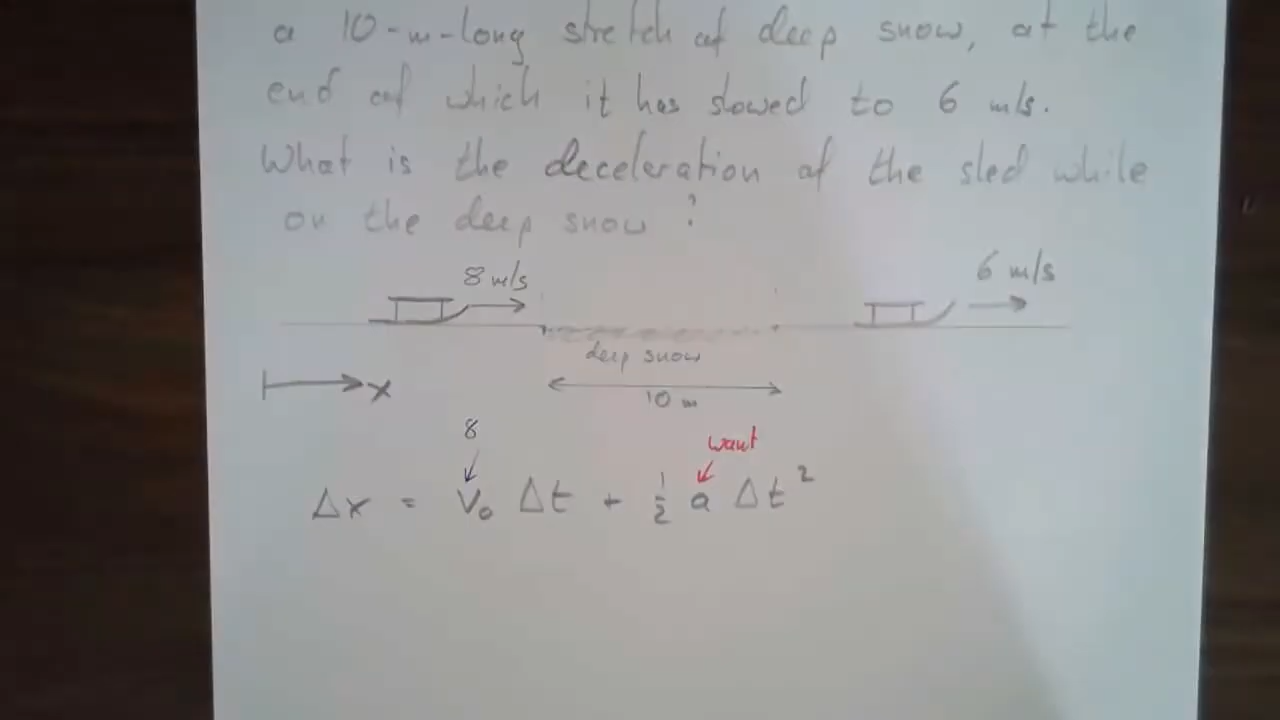 a 10-m-long stretch of deep snow, at the
end of which it has slowed to 6 m/s.
What is the deceleration of the sled while
on the deep snow?
8 m/s
6 m/s
deep snow
x
10 m
8
want
Δx = V₀ Δt + ½ a Δt²